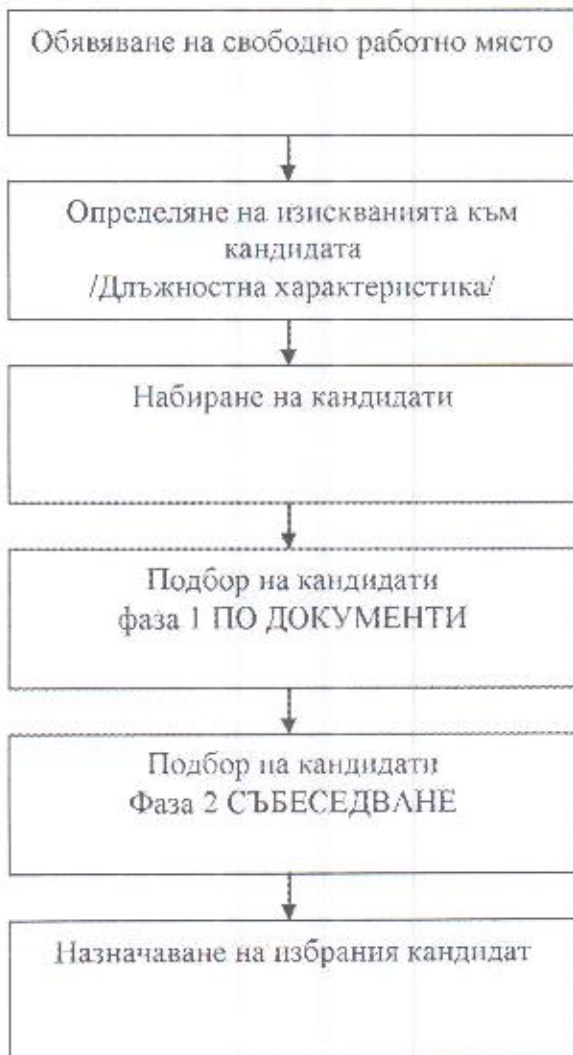 Обявяване на свободно работно място
Определяне на изискванията към
кандидата
/Длъжностна характеристика/
Набиране на кандидати
Подбор на кандидати
фаза 1 ПО ДОКУМЕНТИ
Подбор на кандидати
Фаза 2 СЪБЕСЕДВАНЕ
Назначаване на избрания кандидат